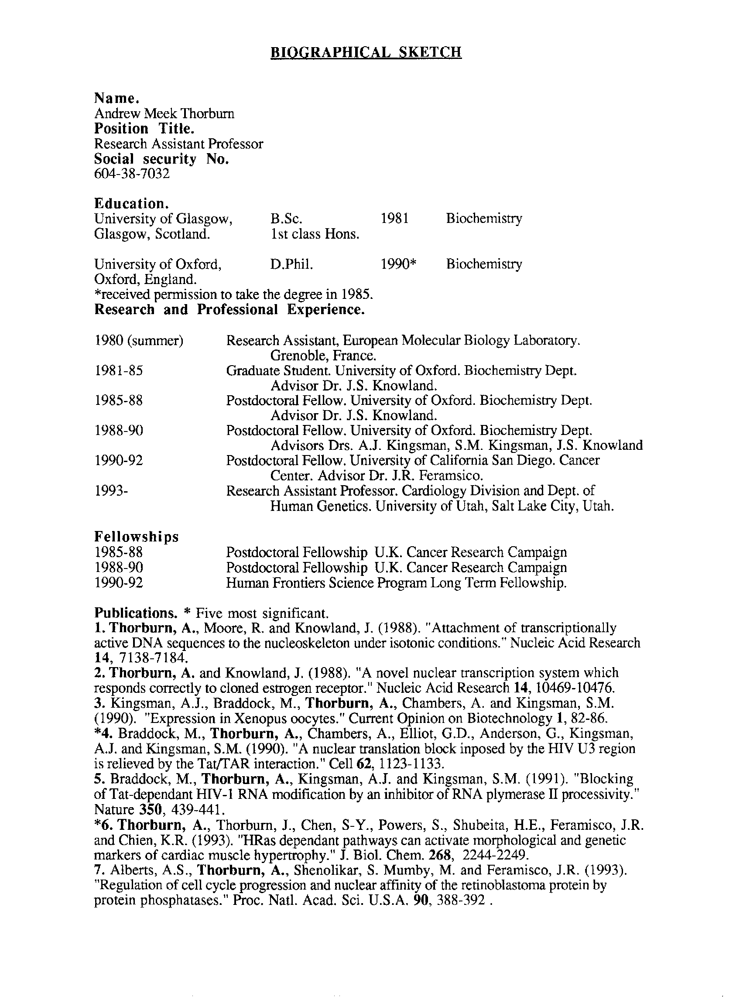 BIOGRAPHICAL SKETCH
Name.
Andrew Meek Thorburn
Position Title.
Research Assistant Professor
Social security No.
604-38-7032
Education.
University of Glasgow, B.Sc. 1981 Biochemistry
Glasgow, Scotland. 1st class Hons.
University of Oxford, D.Phil. 1990* Biochemistry
Oxford, England.
*received permission to take the degree in 1985.
Research and Professional Experience.
1980 (summer) Research Assistant, European Molecular Biology Laboratory.
Grenoble, France.
1981-85 Graduate Student. University of Oxford. Biochemistry Dept.
Advisor Dr. J.S. Knowland.
1985-88 Postdoctoral Fellow. University of Oxford. Biochemistry Dept.
Advisor Dr. J.S. Knowland.
1988-90 Postdoctoral Fellow. University of Oxford. Biochemistry Dept.
Advisors Drs. A.J. Kingsman, S.M. Kingsman, J.S. Knowland
1990-92 Postdoctoral Fellow. University of California San Diego. Cancer
Center. Advisor Dr. J.R. Feramsico.
1993- Research Assistant Professor. Cardiology Division and Dept. of
Human Genetics. University of Utah, Salt Lake City, Utah.
Fellowships
1985-88 Postdoctoral Fellowship U.K. Cancer Research Campaign
1988-90 Postdoctoral Fellowship U.K. Cancer Research Campaign
1990-92 Human Frontiers Science Program Long Term Fellowship.
Publications. * Five most significant.
1. Thorburn, A., Moore, R. and Knowland, J. (1988). "Attachment of transcriptionally
active DNA sequences to the nucleoskeleton under isotonic conditions." Nucleic Acid Research
14, 7138-7184.
2. Thorburn, A. and Knowland, J. (1988). "A novel nuclear transcription system which
responds correctly to cloned estrogen receptor." Nucleic Acid Research 14, 10469-10476.
3. Kingsman, A.J., Braddock, M., Thorburn, A., Chambers, A. and Kingsman, S.M.
(1990). "Expression in Xenopus oocytes." Current Opinion on Biotechnology 1, 82-86.
*4. Braddock, M., Thorburn, A., Chambers, A., Elliot, G.D., Anderson, G., Kingsman,
A.J. and Kingsman, S.M. (1990). "A nuclear translation block inposed by the HIV U3 region
is relieved by the Tat/TAR interaction." Cell 62, 1123-1133.
5. Braddock, M., Thorburn, A., Kingsman, A.J. and Kingsman, S.M. (1991). "Blocking
of Tat-dependant HIV-1 RNA modification by an inhibitor of RNA plymerase II processivity."
Nature 350, 439-441.
*6. Thorburn, A., Thorburn, J., Chen, S-Y., Powers, S., Shubeita, H.E., Feramisco, J.R.
and Chien, K.R. (1993). "HRas dependant pathways can activate morphological and genetic
markers of cardiac muscle hypertrophy." J. Biol. Chem. 268, 2244-2249.
7. Alberts, A.S., Thorburn, A., Shenolikar, S. Mumby, M. and Feramisco, J.R. (1993).
"Regulation of cell cycle progression and nuclear affinity of the retinoblastoma protein by
protein phosphatases." Proc. Natl. Acad. Sci. U.S.A. 90, 388-392 .